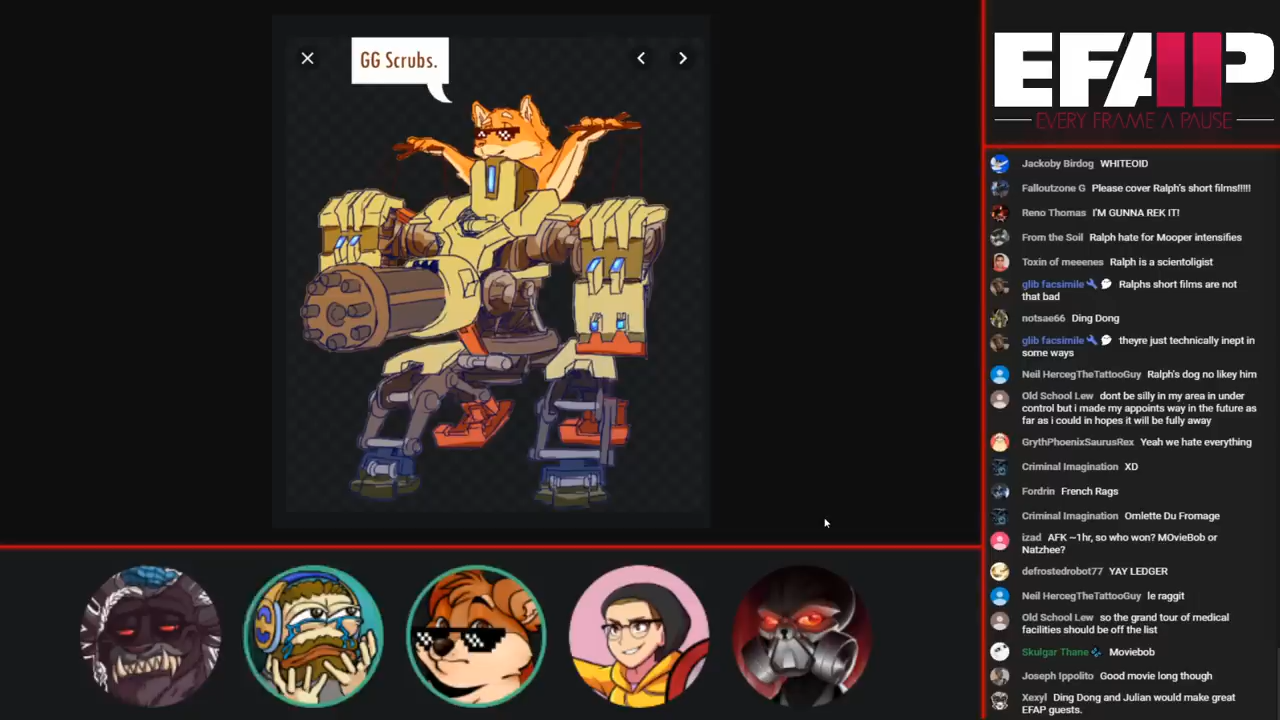 GG Scrubs.
EFAP
EVERY FRAME A PAUSE
Jackoby Birdog WHITEOID
Falloutzone G Please cover Ralph's short films!!!!!
Reno Thomas I'M GUNNA REK IT!
From the Soil Ralph hate for Mooper intensifies
Toxin of meeenes Ralph is a scientoligist
glib facsimile Ralphs short films are not
that bad
notsae66 Ding Dong
glib facsimile theyre just technically inept in
some ways
Neil HercegTheTattooGuy Ralph's dog no likey him
Old School Lew dont be silly in my area in under
control but i made my appoints way in the future as
far as i could in hopes it will be fully away
GrythPhoenixSaurusRex Yeah we hate everything
Criminal Imagination XD
Fordrin French Rags
Criminal Imagination Omlette Du Fromage
izad AFK ~1hr, so who won? MOvieBob or
Natzhee?
defrostedrobot77 YAY LEDGER
Neil HercegTheTattooGuy le raggit
Old School Lew so the grand tour of medical
facilities should be off the list
Skulgar Thane Moviebob
Joseph Ippolito Good movie long though
Xexyl Ding Dong and Julian would make great
EFAP guests.